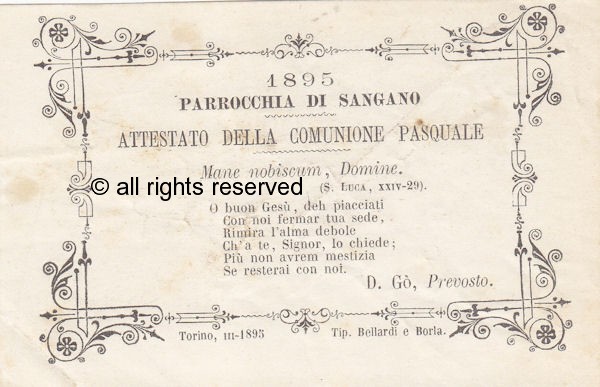 1895
PARROCCHIA DI SANGANO
ATTESTATO DELLA COMUNIONE PASQUALE
Mane nobiscum, Domine.
© all rights reserved
(S. LUCA, XXIV-29).
O buon Gesù, deh piacciati
Con noi fermar tua sede,
Rimira l'alma debole
Ch'a te, Signor, lo chiede;
Più non avrem mestizia
Se resterai con noi.
D. Gò, Prevosto.
Torino, III-1895 Tip. Bellardi e Borla.